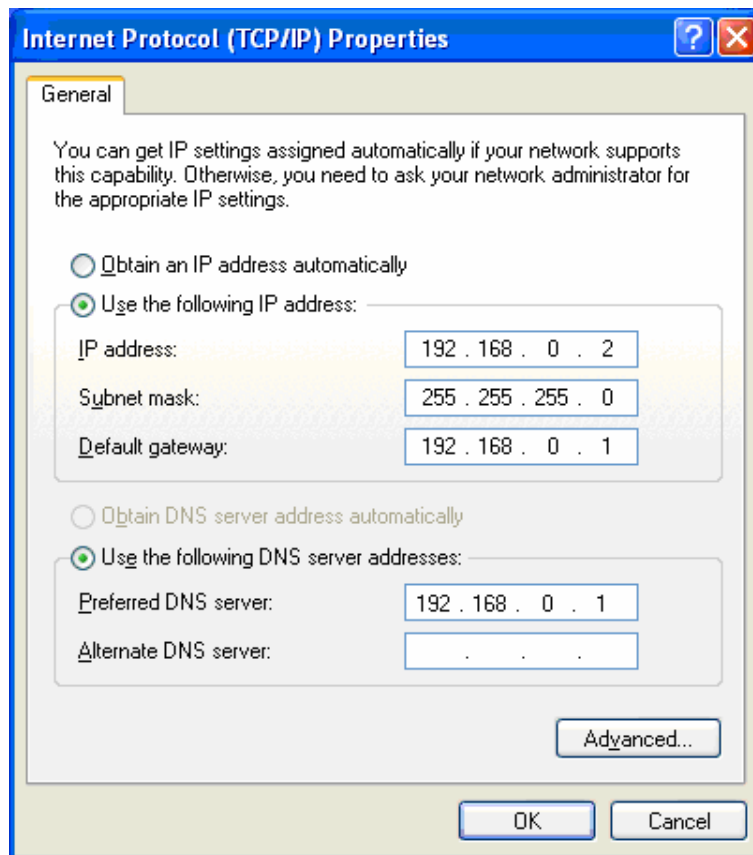 Internet Protocol (TCP/IP) Properties
General
You can get IP settings assigned automatically if your network supports
this capability. Otherwise, you need to ask your network administrator for
the appropriate IP settings.
Obtain an IP address automatically
Use the following IP address:
IP address: 192 . 168 . 0 . 2
Subnet mask: 255 . 255 . 255 . 0
Default gateway: 192 . 168 . 0 . 1
Obtain DNS server address automatically
Use the following DNS server addresses:
Preferred DNS server: 192 . 168 . 0 . 1
Alternate DNS server: . . .
Advanced...
OK Cancel